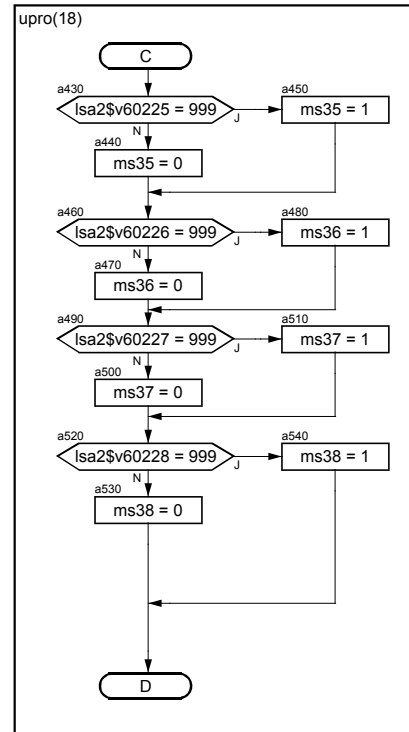 upro(18)
C
a430
lsa2$v60225 = 999
J
N
a450
ms35 = 1
a440
ms35 = 0
a460
lsa2$v60226 = 999
J
N
a480
ms36 = 1
a470
ms36 = 0
a490
lsa2$v60227 = 999
J
N
a510
ms37 = 1
a500
ms37 = 0
a520
lsa2$v60228 = 999
J
N
a540
ms38 = 1
a530
ms38 = 0
D